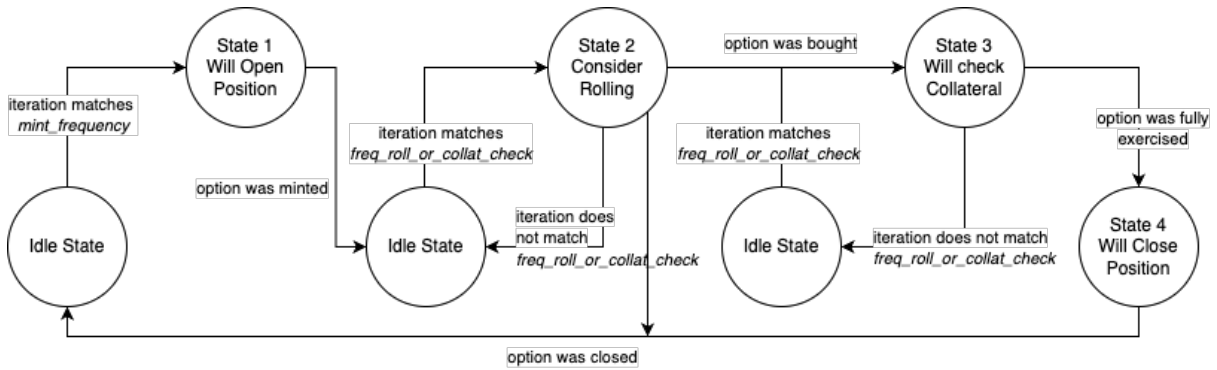 State 1
Will Open
Position
State 2
Consider
Rolling
option was bought
State 3
Will check
Collateral
iteration matches
mint_frequency
iteration matches
freq_roll_or_collat_check
iteration matches
freq_roll_or_collat_check
option was fully
exercised
option was minted
Idle State
Idle State
iteration does
not match
freq_roll_or_collat_check
Idle State
iteration does not match
freq_roll_or_collat_check
State 4
Will Close
Position
option was closed